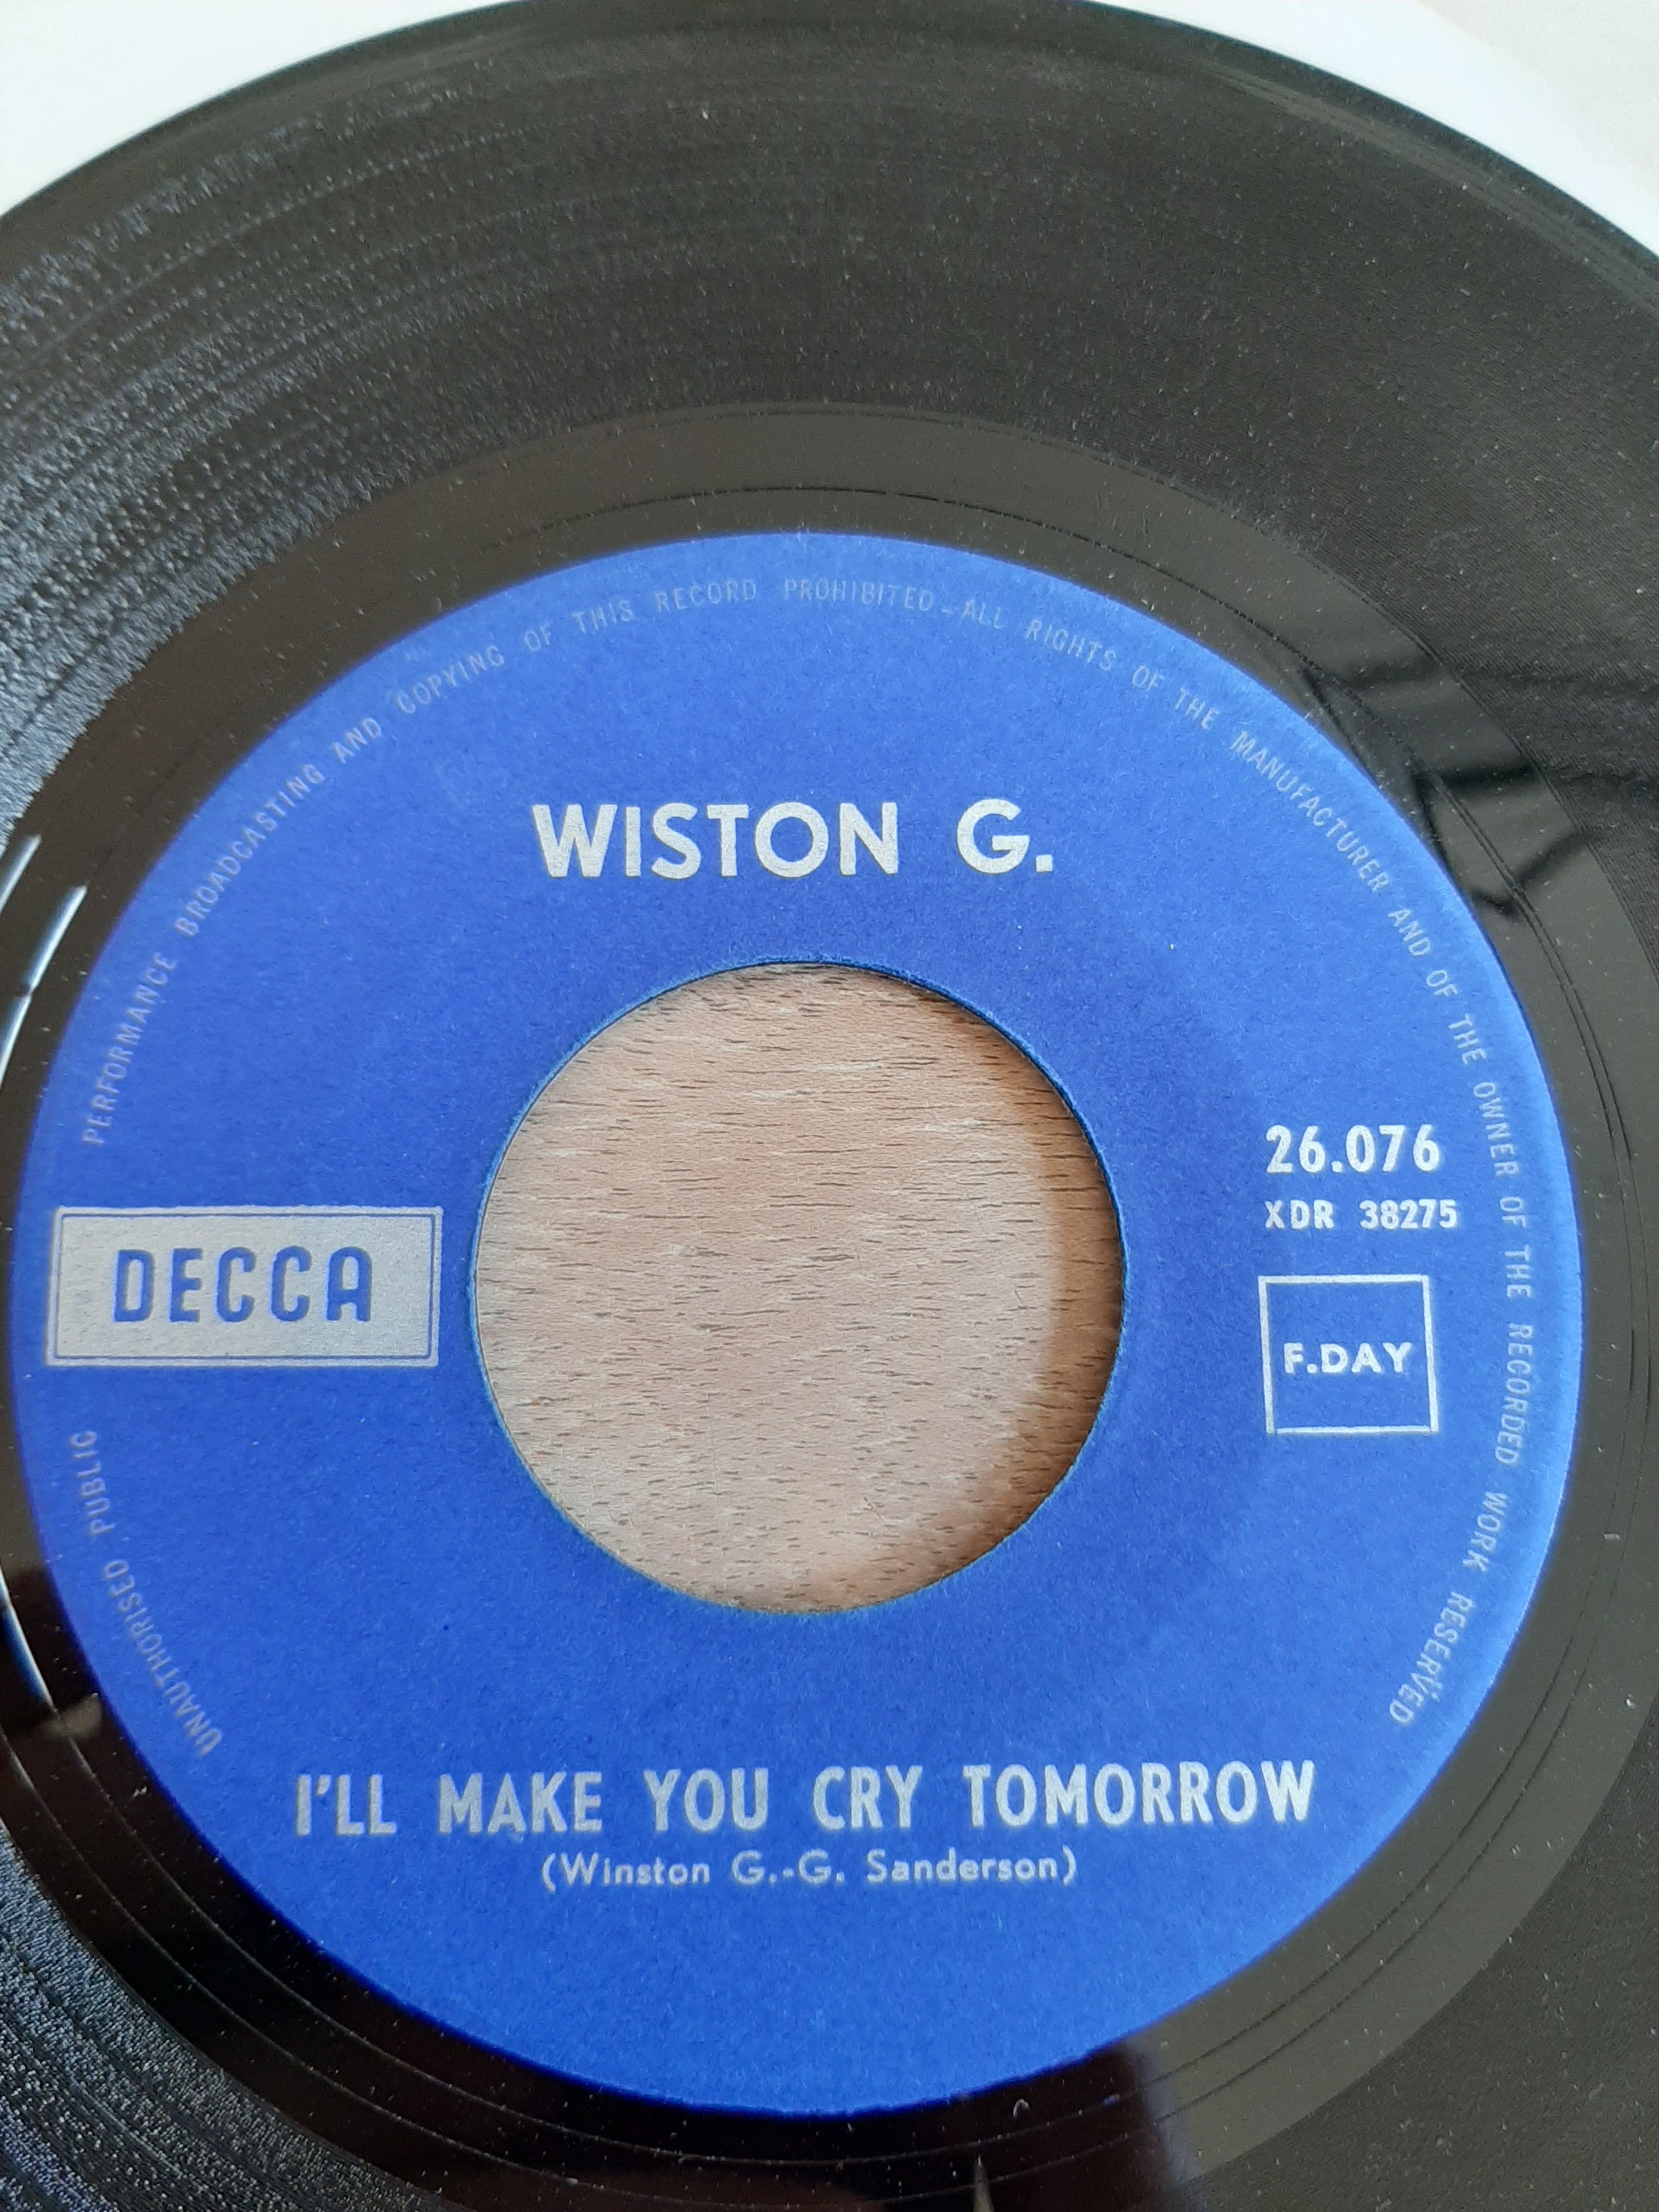 WISTON G.
26.076
XDR 38275
DECCA
F.DAY
I'LL MAKE YOU CRY TOMORROW
(Winston G.-G. Sanderson)
UNAUTHORISED PUBLIC PERFORMANCE BROADCASTING AND COPYING OF THIS RECORD PROHIBITED - ALL RIGHTS OF THE MANUFACTURER AND OF THE OWNER OF THE RECORDED WORK RESERVED